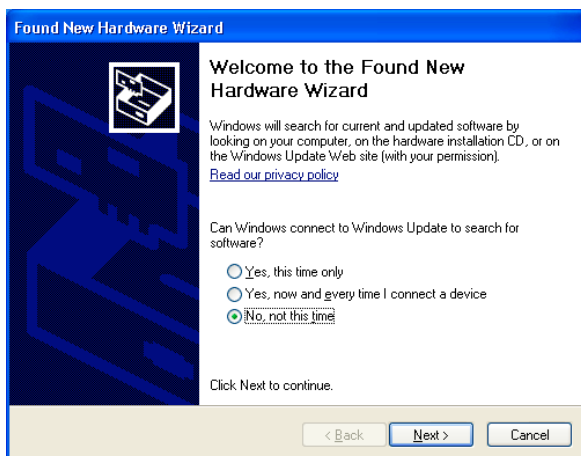 Found New Hardware Wizard
Welcome to the Found New
Hardware Wizard
Windows will search for current and updated software by
looking on your computer, on the hardware installation CD, or on
the Windows Update Web site (with your permission).
Read our privacy policy
Can Windows connect to Windows Update to search for
software?
Yes, this time only
Yes, now and every time I connect a device
No, not this time
Click Next to continue.
< Back
Next >
Cancel